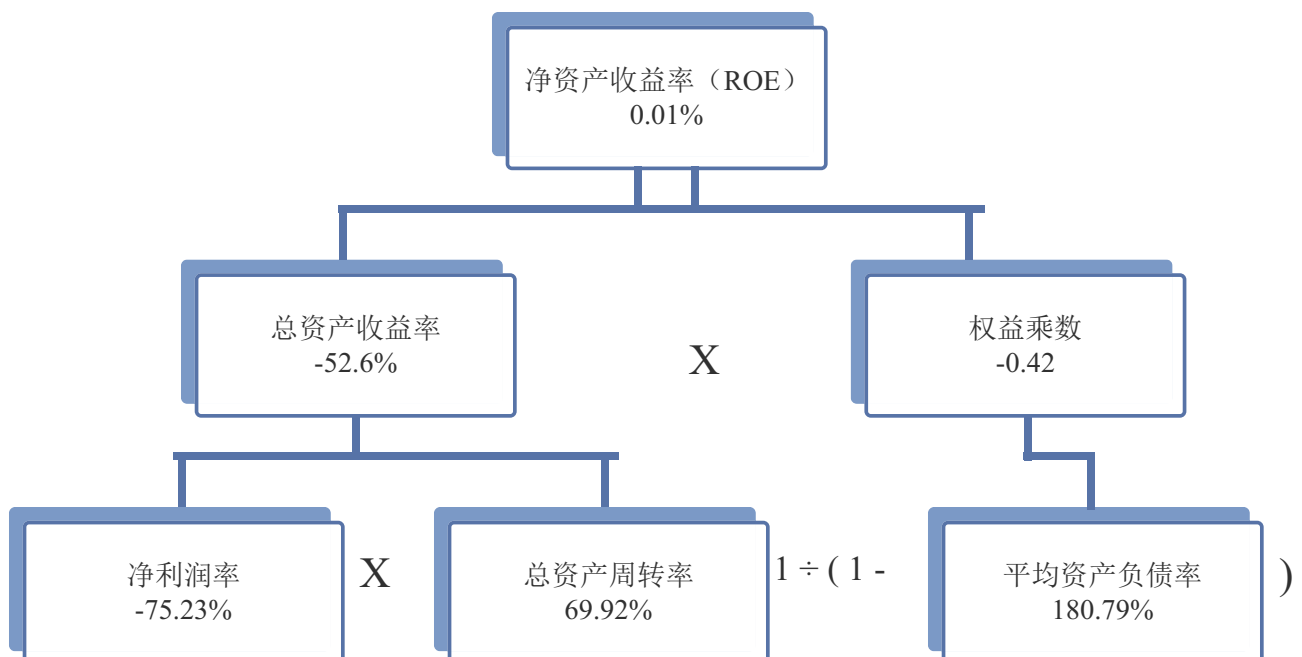 净资产收益率（ROE）
0.01%
总资产收益率
-52.6%
X
权益乘数
-0.42
净利润率
-75.23%
X
总资产周转率
69.92%
1 ÷ ( 1 -
平均资产负债率
180.79%
)